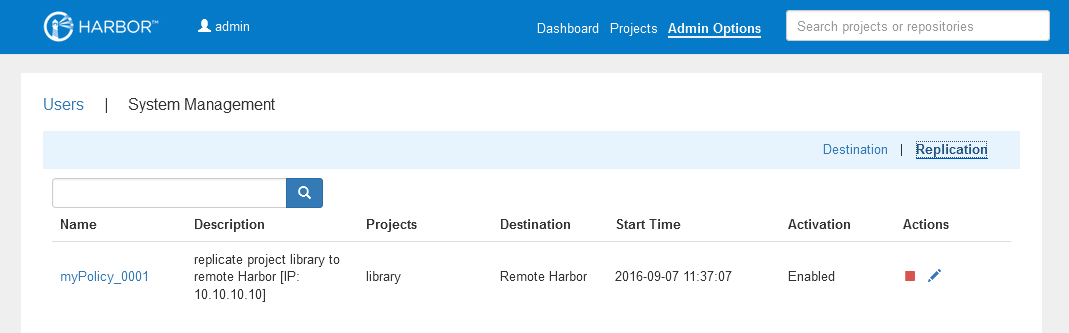 HARBOR™ admin Dashboard Projects Admin Options Search projects or repositories
Users | System Management
Destination | Replication
Name Description Projects Destination Start Time Activation Actions
replicate project library to
myPolicy_0001 remote Harbor [IP: library Remote Harbor 2016-09-07 11:37:07 Enabled
10.10.10.10]